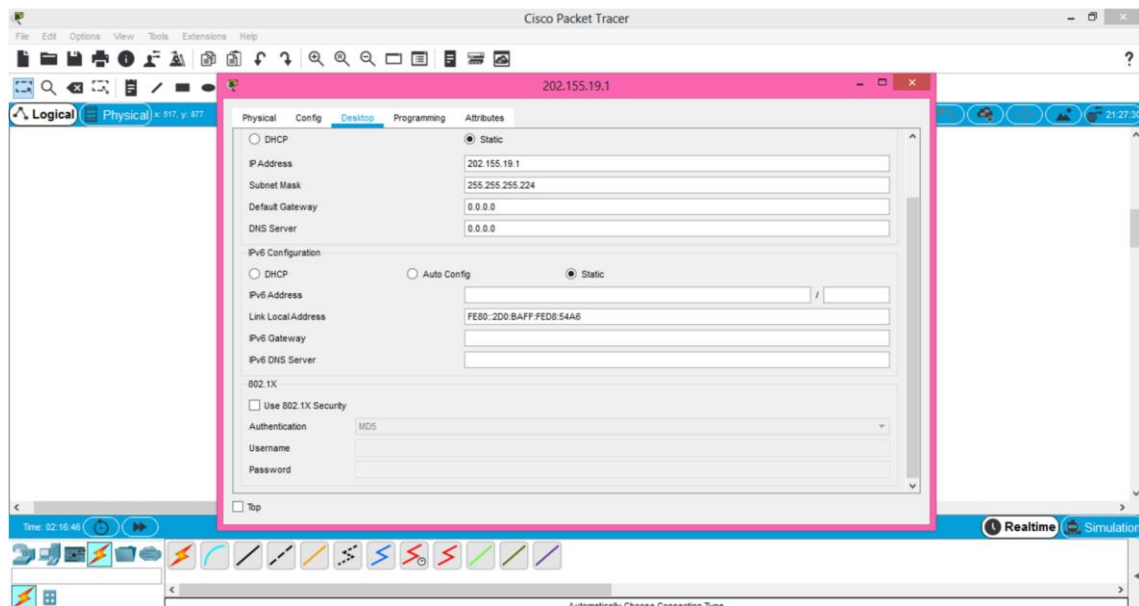 Cisco Packet Tracer
File Edit Options View Tools Extensions Help
?
202.155.19.1
Logical Physical x: 517, y: 877
21:27:30
Physical Config Desktop Programming Attributes
DHCP Static
IP Address 202.155.19.1
Subnet Mask 255.255.255.224
Default Gateway 0.0.0.0
DNS Server 0.0.0.0
IPv6 Configuration
DHCP Auto Config Static
IPv6 Address /
Link Local Address FE80::2D0:BAFF:FED8:54A6
IPv6 Gateway
IPv6 DNS Server
802.1X
Use 802.1X Security
Authentication MD5
Username
Password
Top
Time: 02:16:46
Realtime Simulation
Automatically Choose Connection Type